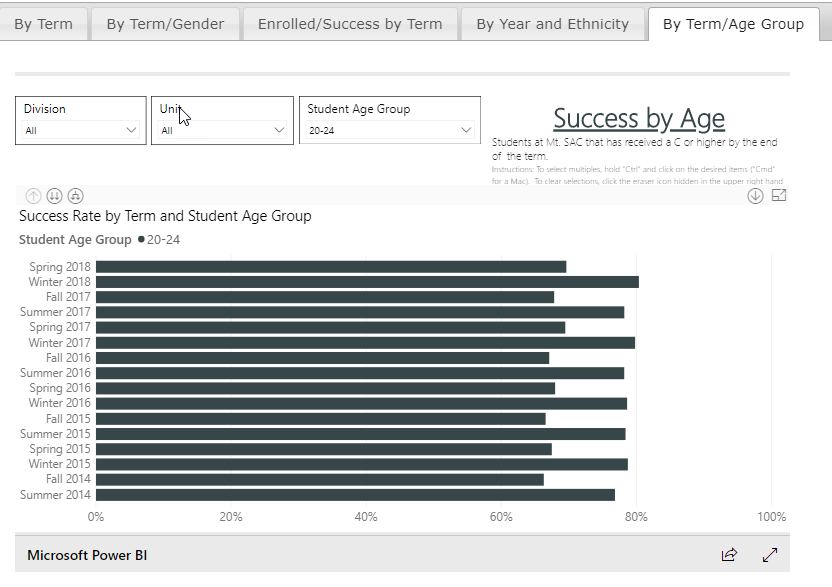 By Term
By Term/Gender
Enrolled/Success by Term
By Year and Ethnicity
By Term/Age Group
Division
All
Unit
All
Student Age Group
20-24
Success by Age
Students at Mt. SAC that has received a C or higher by the end
of the term.
Instructions: To select multiples, hold "Ctrl" and click on the desired items ("Cmd"
for a Mac). To clear selections, click the eraser icon hidden in the upper right hand
Success Rate by Term and Student Age Group
Student Age Group 20-24
Spring 2018
Winter 2018
Fall 2017
Summer 2017
Spring 2017
Winter 2017
Fall 2016
Summer 2016
Spring 2016
Winter 2016
Fall 2015
Summer 2015
Spring 2015
Winter 2015
Fall 2014
Summer 2014
0% 20% 40% 60% 80% 100%
Microsoft Power BI